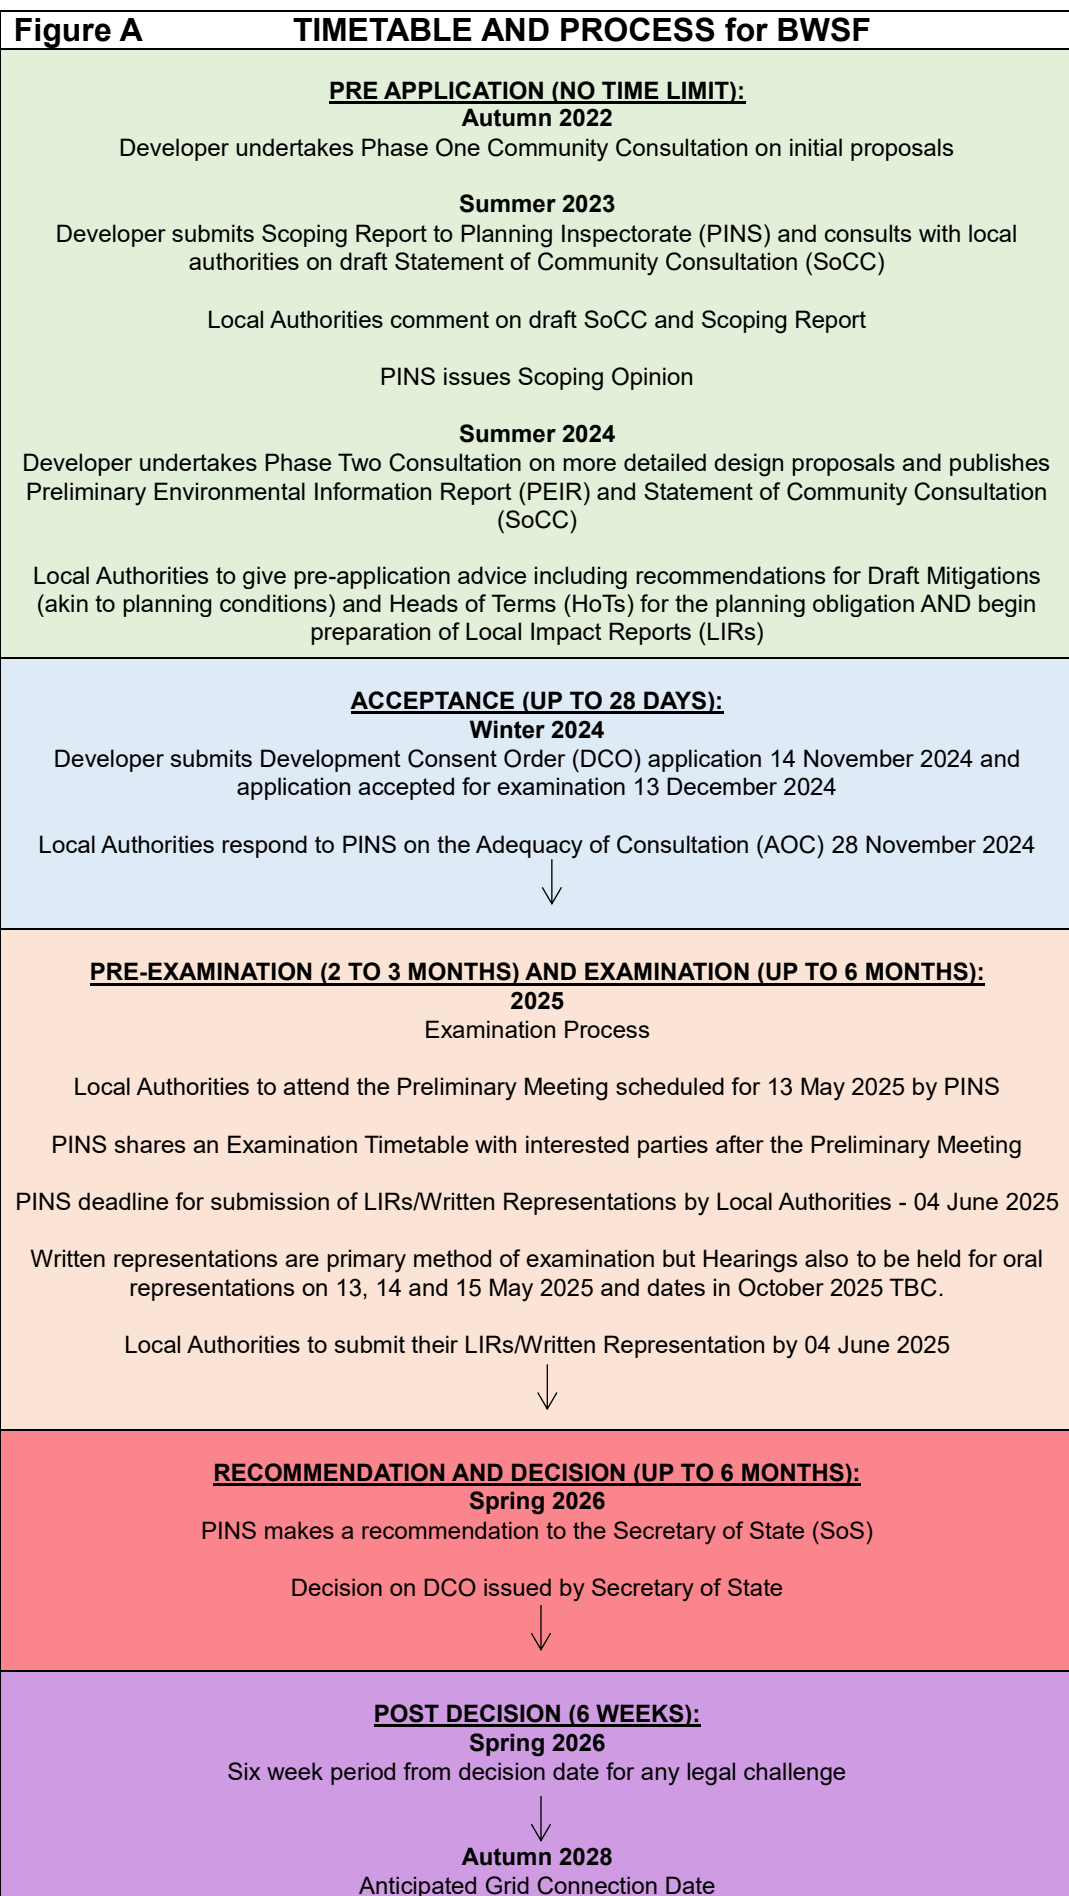 Figure A TIMETABLE AND PROCESS for BWSF
PRE APPLICATION (NO TIME LIMIT):
Autumn 2022
Developer undertakes Phase One Community Consultation on initial proposals
Summer 2023
Developer submits Scoping Report to Planning Inspectorate (PINS) and consults with local
authorities on draft Statement of Community Consultation (SoCC)
Local Authorities comment on draft SoCC and Scoping Report
PINS issues Scoping Opinion
Summer 2024
Developer undertakes Phase Two Consultation on more detailed design proposals and publishes
Preliminary Environmental Information Report (PEIR) and Statement of Community Consultation
(SoCC)
Local Authorities to give pre-application advice including recommendations for Draft Mitigations
(akin to planning conditions) and Heads of Terms (HoTs) for the planning obligation AND begin
preparation of Local Impact Reports (LIRs)
ACCEPTANCE (UP TO 28 DAYS):
Winter 2024
Developer submits Development Consent Order (DCO) application 14 November 2024 and
application accepted for examination 13 December 2024
Local Authorities respond to PINS on the Adequacy of Consultation (AOC) 28 November 2024
PRE-EXAMINATION (2 TO 3 MONTHS) AND EXAMINATION (UP TO 6 MONTHS):
2025
Examination Process
Local Authorities to attend the Preliminary Meeting scheduled for 13 May 2025 by PINS
PINS shares an Examination Timetable with interested parties after the Preliminary Meeting
PINS deadline for submission of LIRs/Written Representations by Local Authorities - 04 June 2025
Written representations are primary method of examination but Hearings also to be held for oral
representations on 13, 14 and 15 May 2025 and dates in October 2025 TBC.
Local Authorities to submit their LIRs/Written Representation by 04 June 2025
RECOMMENDATION AND DECISION (UP TO 6 MONTHS):
Spring 2026
PINS makes a recommendation to the Secretary of State (SoS)
Decision on DCO issued by Secretary of State
POST DECISION (6 WEEKS):
Spring 2026
Six week period from decision date for any legal challenge
Autumn 2028
Anticipated Grid Connection Date